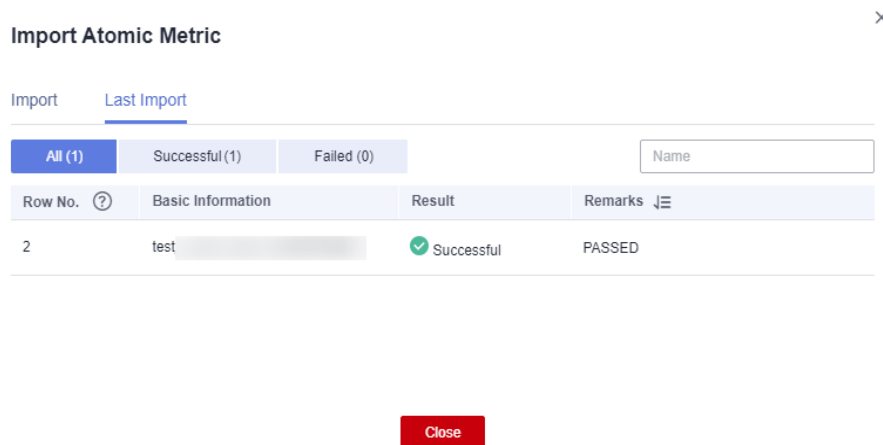 Import Atomic Metric
Import Last Import
All (1) Successful (1) Failed (0) Name
Row No. ? Basic Information Result Remarks
2 test Successful PASSED
Close